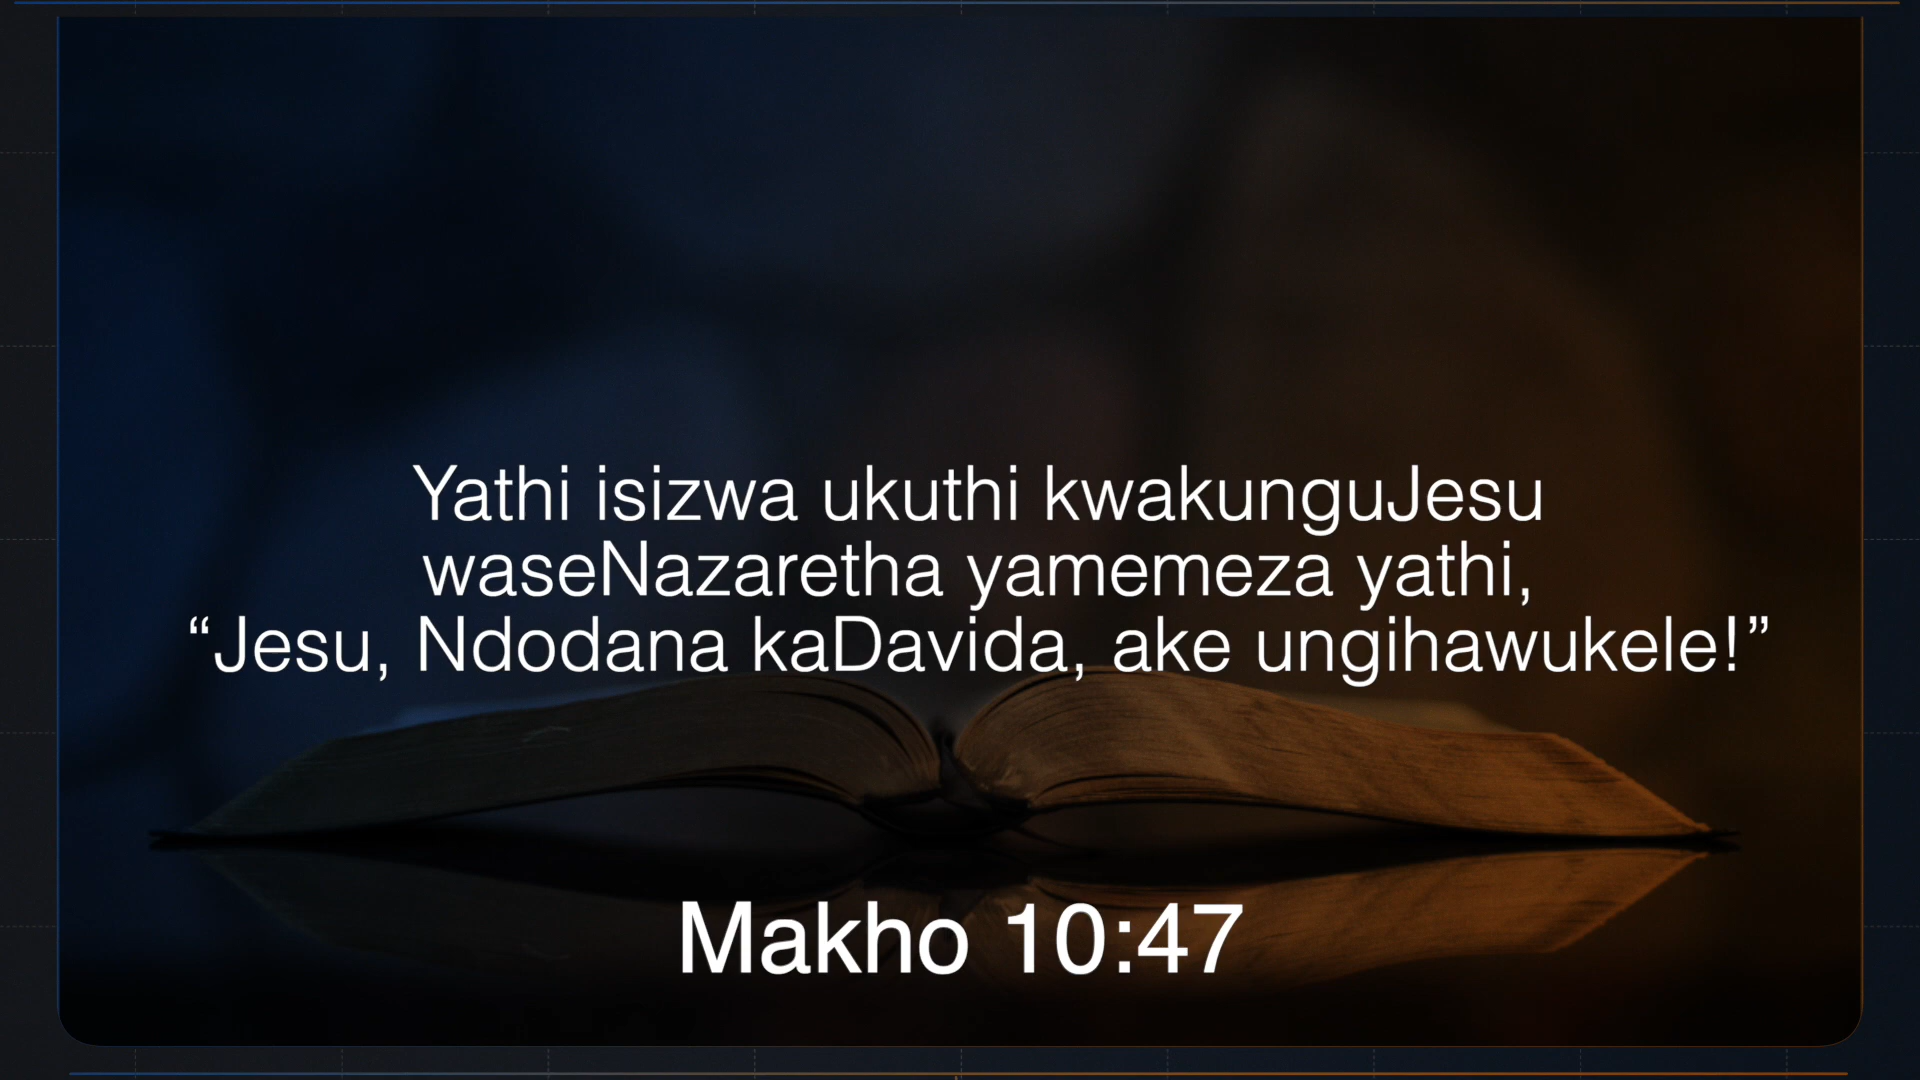 Yathi isizwa ukuthi kwakunguJesu
waseNazaretha yamemeza yathi,
“Jesu, Ndodana kaDavida, ake ungihawukele!”
Makho 10:47